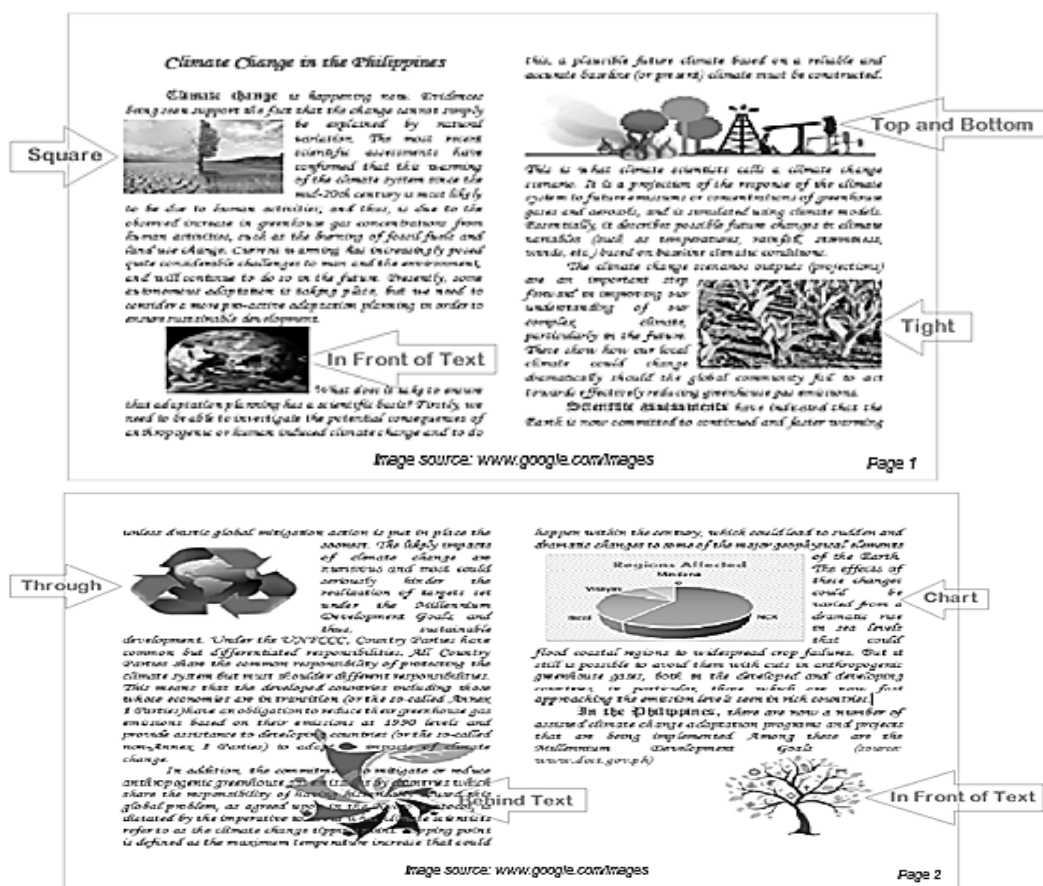 Climate Change in the Philippines
Climate change is happening now. Evidences
being seen support the fact that the change cannot simply
be explained by natural
variation. The most recent
scientific assessments have
confirmed that this warming
of the climate system since the
mid-20th century is most likely
to be due to human activities, and thus, is due to the
observed increase in greenhouse gas concentrations from
human activities, such as the burning of fossil fuels and
land use change. Current warming has increasingly posed
quite considerable challenges to man and the environment,
and will continue to do so in the future. Presently, some
autonomous adaptation is taking place, but we need to
consider a more pro-active adaptation planning in order to
ensure sustainable development.
What does it take to ensure
that adaptation planning has a scientific basis? Firstly, we
need to be able to investigate the potential consequences of
anthropogenic or human induced climate change and to do
Square
In Front of Text
this, a plausible future climate based on a reliable and
accurate baseline (or present) climate must be constructed.
Top and Bottom
This is what climate scientists calls a climate change
scenario. It is a projection of the response of the climate
system to future emissions or concentrations of greenhouse
gases and aerosols, and is simulated using climate models.
Essentially, it describes possible future changes in climate
variables (such as temperatures, rainfall, storminess,
winds, etc.) based on baseline climatic conditions.
The climate change scenarios outputs (projections)
are an important step
forward in improving our
understanding of our
complex climate,
particularly in the future.
These show how our local
climate could change
dramatically should the global community fail to act
towards effectively reducing greenhouse gas emissions.
Scientific assessments have indicated that the
Earth is now committed to continued and faster warming
Tight
Image source: www.google.com/images
Page 1
unless drastic global mitigation action is put in place the
soonest. The likely impacts
of climate change are
numerous and most could
seriously hinder the
realization of targets set
under the Millennium
Development Goals; and
thus, sustainable
development. Under the UNFCCC, Country Parties have
common but differentiated responsibilities. All Country
Parties share the common responsibility of protecting the
climate system but must shoulder different responsibilities.
This means that the developed countries including those
whose economies are in transition (or the so-called Annex
1 Parties) have an obligation to reduce their greenhouse gas
emissions based on their emissions at 1990 levels and
provide assistance to developing countries (or the so-called
non-Annex 1 Parties) to adapt impacts of climate
change.
In addition, the commitment to mitigate or reduce
anthropogenic greenhouse gas emissions by countries which
share the responsibility of having this
global problem, as agreed upon in the
dictated by the imperative to scientists
refer to as the climate change tipping point. Tipping point
is defined as the maximum temperature increase that could
Through
Behind Text
happen within the century, which could lead to sudden and
dramatic changes to some of the major geophysical elements
of the Earth.
The effects of
these changes
could be
varied from a
dramatic rise
in sea levels
that could
Regions Affected
Mindana
o
Visayas
Bicol
NCR
Chart
flood coastal regions to widespread crop failures. But it
still is possible to avoid them with cuts in anthropogenic
greenhouse gases, both in the developed and developing
countries, in particular, those which are now fast
approaching the emission levels seen in rich countries.
In the Philippines, there are now a number of
assisted climate change adaptation programs and projects
that are being implemented. Among these are the
Millennium Development Goals (source:
www.dost.gov.ph)
In Front of Text
Image source: www.google.com/images
Page 2